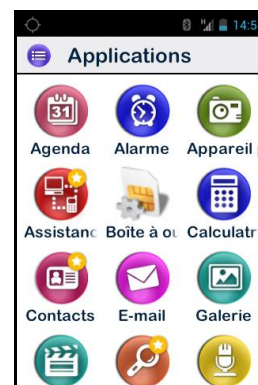 H 14:5
Applications
31
Agenda Alarme Appareil
Assistanc Boîte à ou Calculatr
Contacts E-mail Galerie